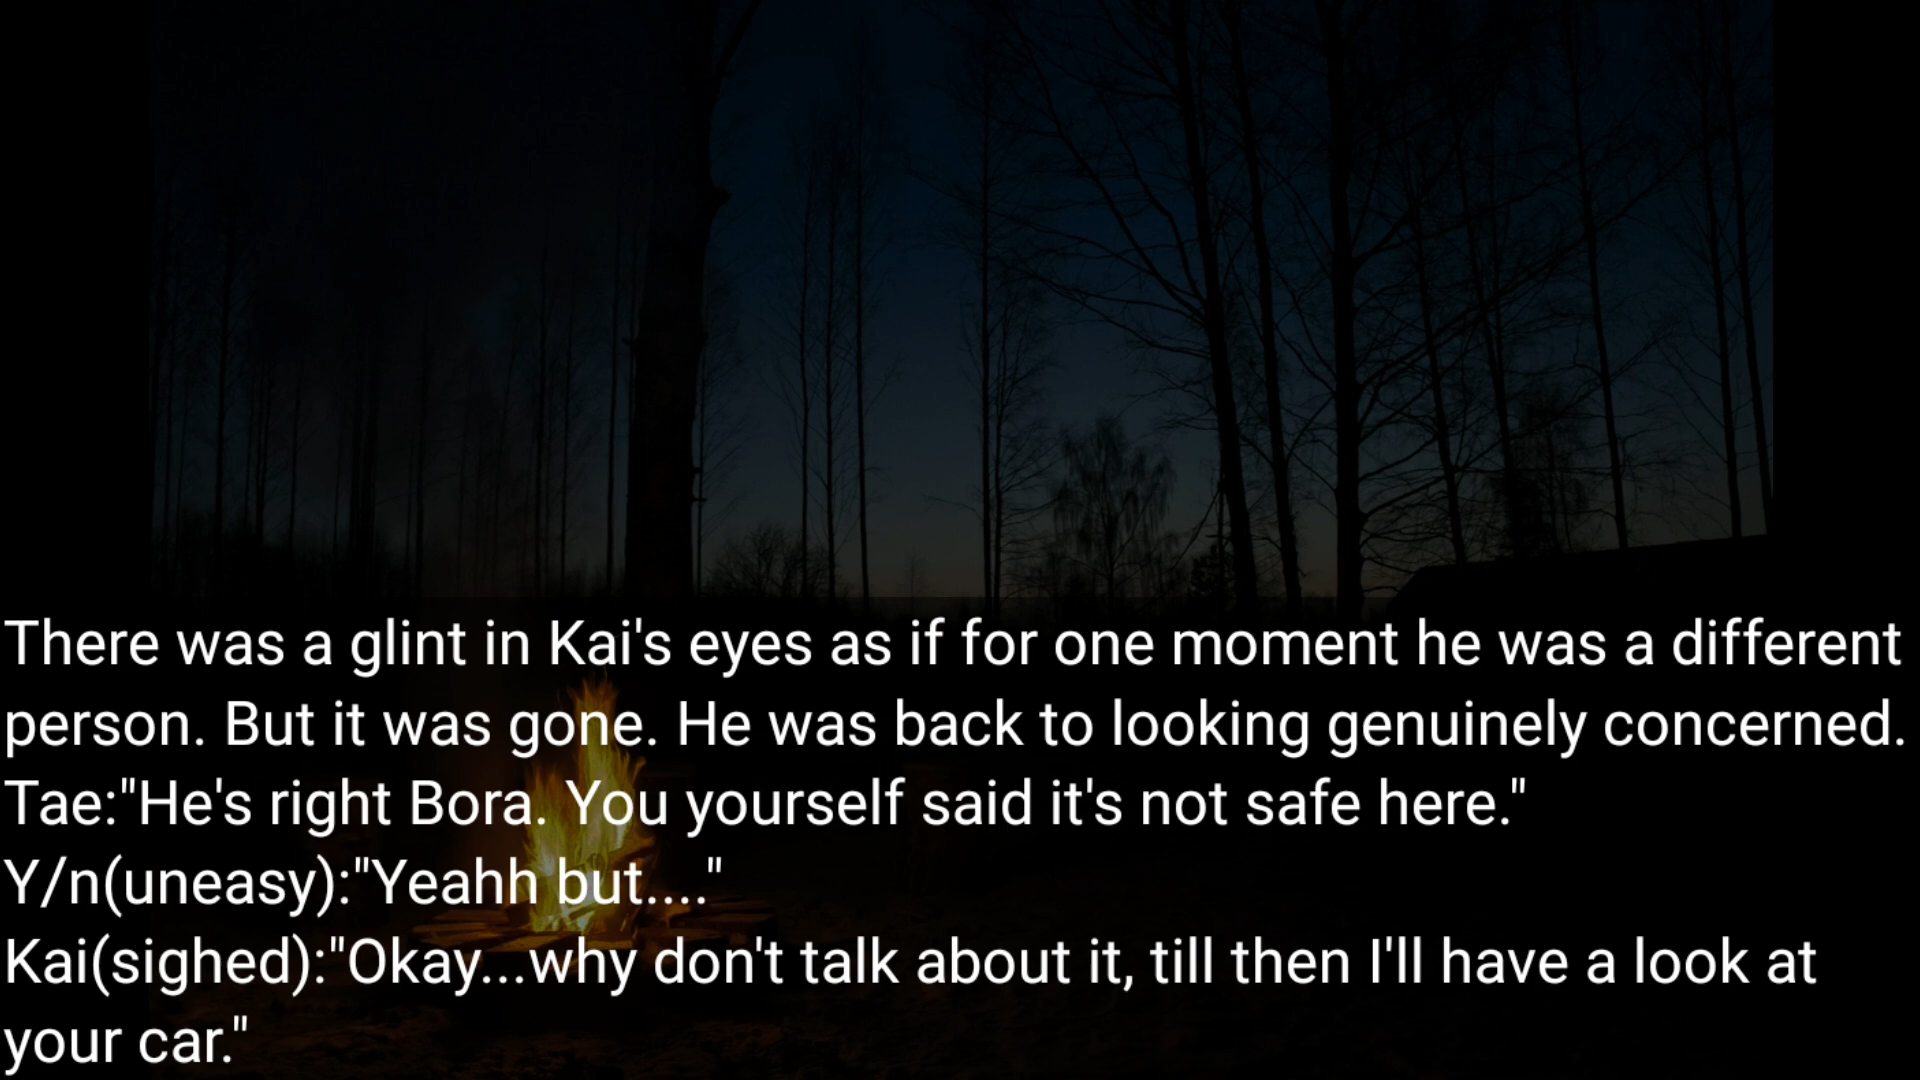 There was a glint in Kai's eyes as if for one moment he was a different
person. But it was gone. He was back to looking genuinely concerned.
Tae:"He's right Bora. You yourself said it's not safe here."
Y/n(uneasy):"Yeahh but...."
Kai(sighed):"Okay...why don't talk about it, till then I'll have a look at
your car."